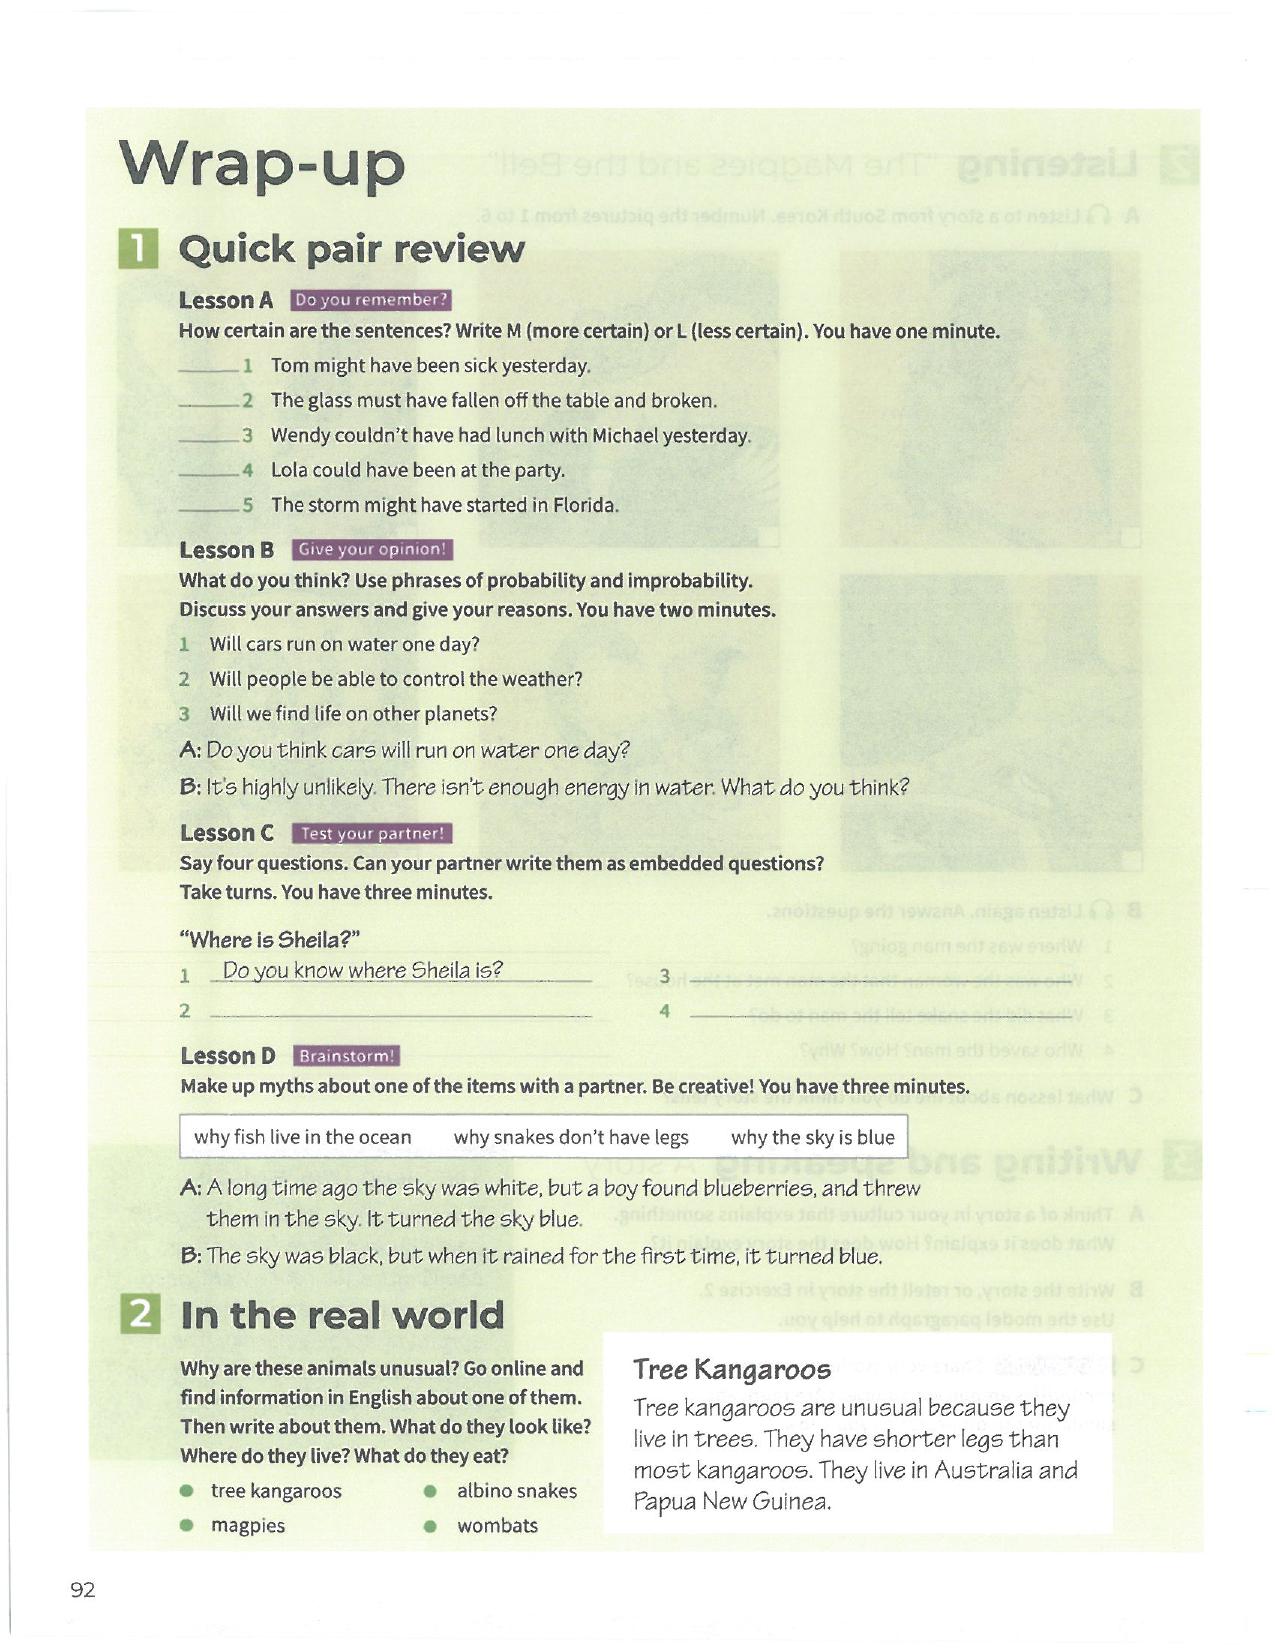 Wrap-up
1 Quick pair review
Lesson A Do you remember?
How certain are the sentences? Write M (more certain) or L (less certain). You have one minute.
______ 1 Tom might have been sick yesterday.
______ 2 The glass must have fallen off the table and broken.
______ 3 Wendy couldn't have had lunch with Michael yesterday.
______ 4 Lola could have been at the party.
______ 5 The storm might have started in Florida.
Lesson B Give your opinion!
What do you think? Use phrases of probability and improbability.
Discuss your answers and give your reasons. You have two minutes.
1 Will cars run on water one day?
2 Will people be able to control the weather?
3 Will we find life on other planets?
A: Do you think cars will run on water one day?
B: It's highly unlikely. There isn't enough energy in water. What do you think?
Lesson C Test your partner!
Say four questions. Can your partner write them as embedded questions?
Take turns. You have three minutes.
"Where is Sheila?"
1 Do you know where Sheila is? 3
2 4
Lesson D Brainstorm!
Make up myths about one of the items with a partner. Be creative! You have three minutes.
why fish live in the ocean why snakes don't have legs why the sky is blue
A: A long time ago the sky was white, but a boy found blueberries, and threw
them in the sky. It turned the sky blue.
B: The sky was black, but when it rained for the first time, it turned blue.
2 In the real world
Why are these animals unusual? Go online and
find information in English about one of them.
Then write about them. What do they look like?
Where do they live? What do they eat?
• tree kangaroos • albino snakes
• magpies • wombats
Tree Kangaroos
Tree kangaroos are unusual because they
live in trees. They have shorter legs than
most kangaroos. They live in Australia and
Papua New Guinea.
92